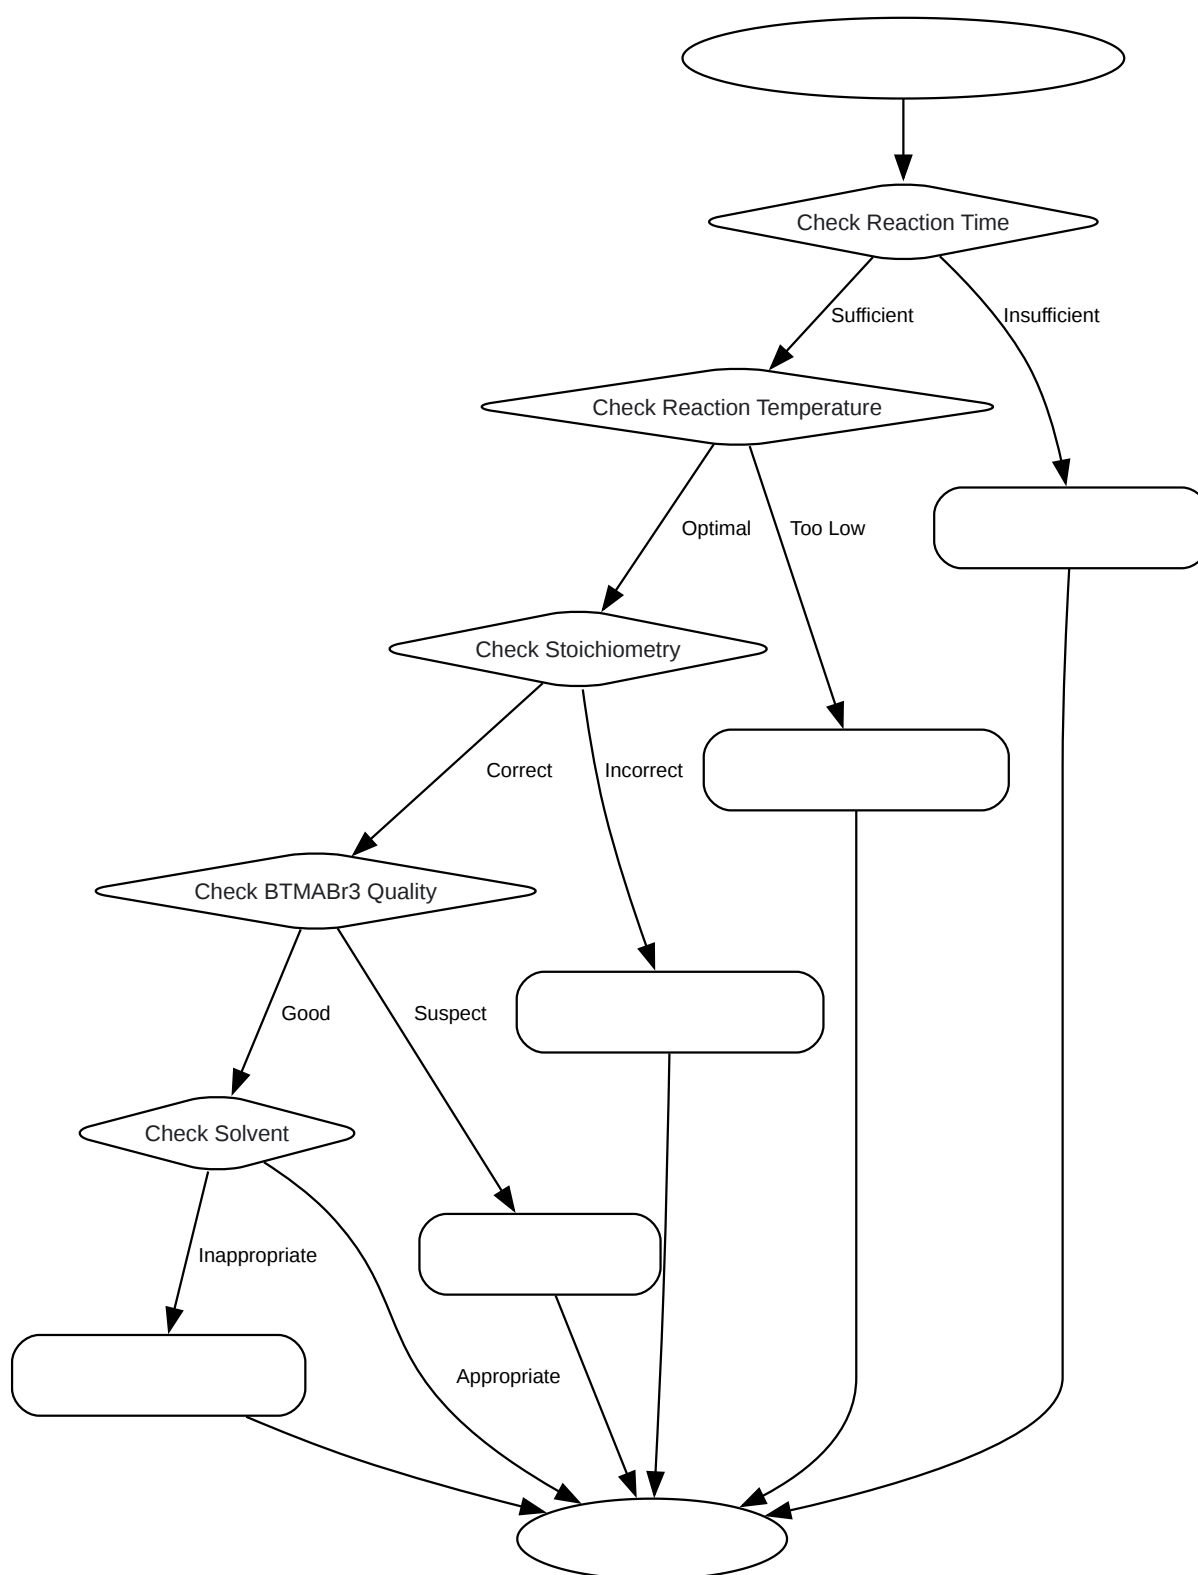 Check Reaction Time
Sufficient
Insufficient
Check Reaction Temperature
Optimal
Too Low
Check Stoichiometry
Correct
Incorrect
Check BTMABr3 Quality
Good
Suspect
Check Solvent
Inappropriate
Appropriate